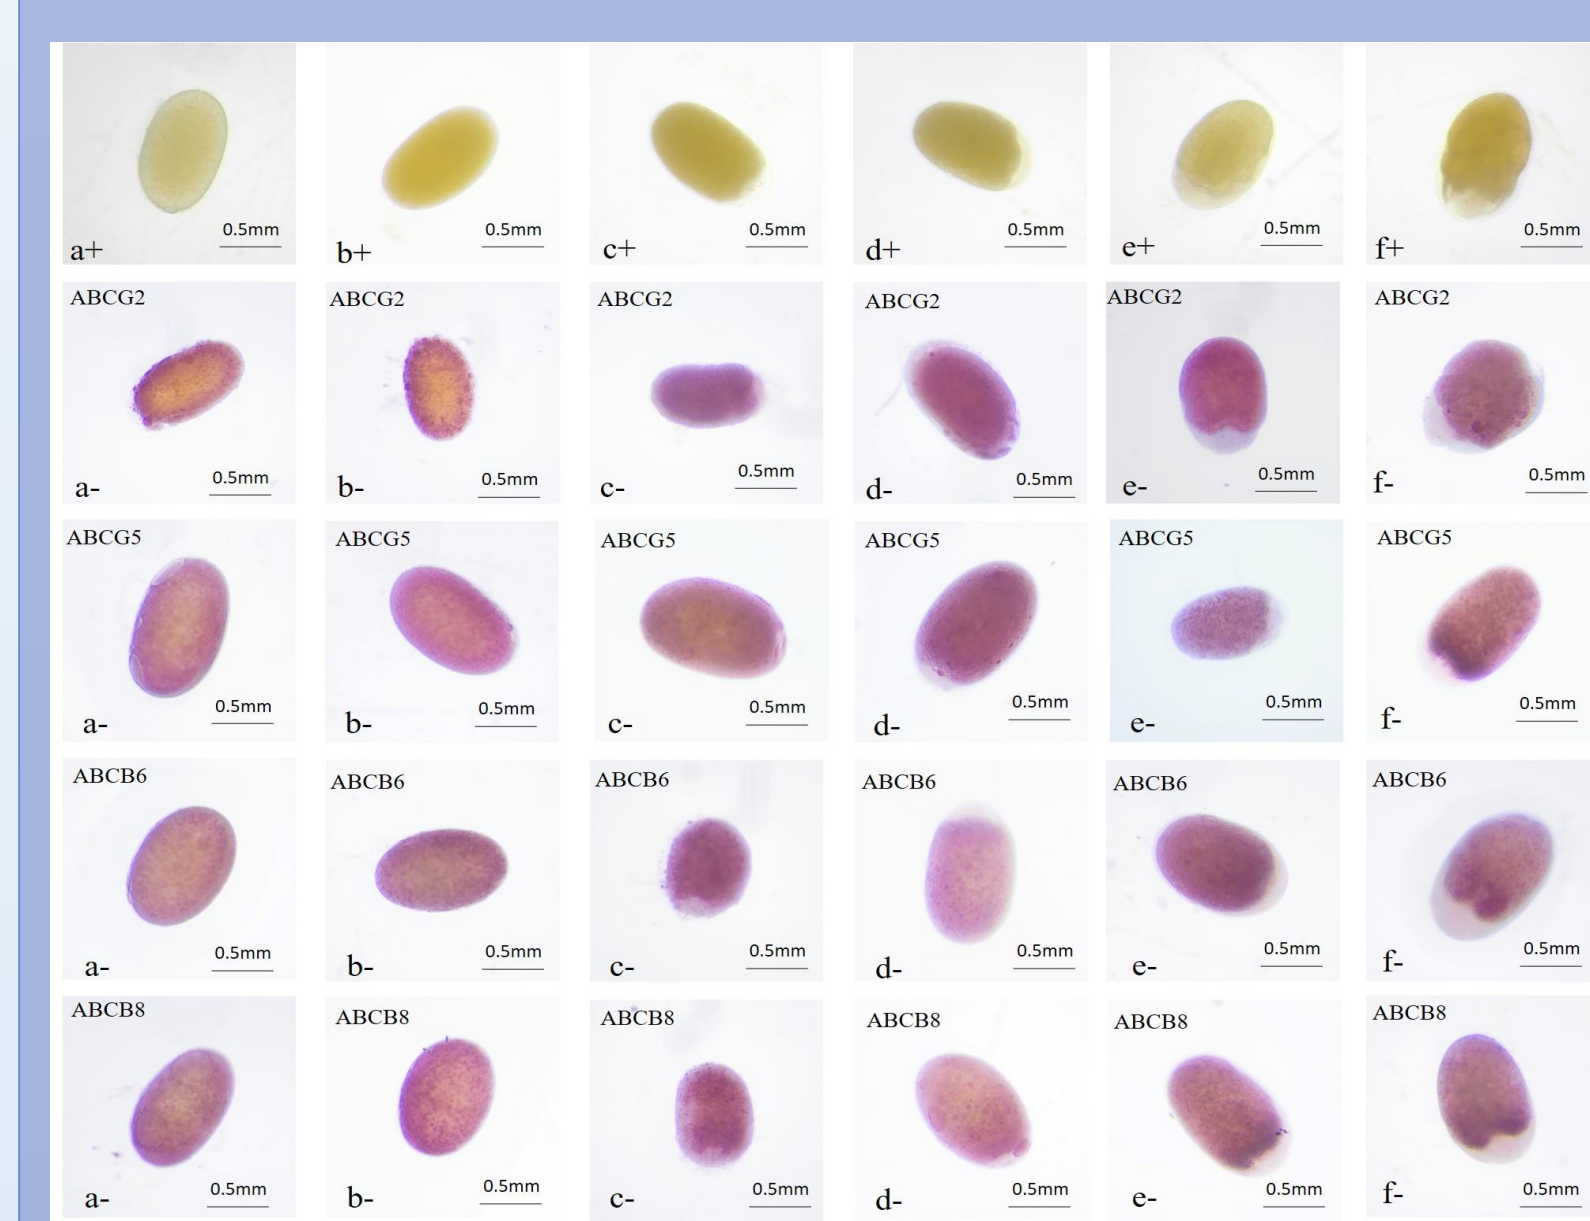 0.5mm 0.5mm 0.5mm 0.5mm 0.5mm 0.5mm
a+ b+ c+ d+ e+ f+
ABCG2 ABCG2 ABCG2 ABCG2 ABCG2 ABCG2
0.5mm 0.5mm 0.5mm 0.5mm 0.5mm 0.5mm
a- b- c- d- e- f-
ABCG5 ABCG5 ABCG5 ABCG5 ABCG5 ABCG5
0.5mm 0.5mm 0.5mm 0.5mm 0.5mm 0.5mm
a- b- c- d- e- f-
ABCB6 ABCB6 ABCB6 ABCB6 ABCB6 ABCB6
0.5mm 0.5mm 0.5mm 0.5mm 0.5mm 0.5mm
a- b- c- d- e- f-
ABCB8 ABCB8 ABCB8 ABCB8 ABCB8 ABCB8
0.5mm 0.5mm 0.5mm 0.5mm 0.5mm 0.5mm
a- b- c- d- e- f-